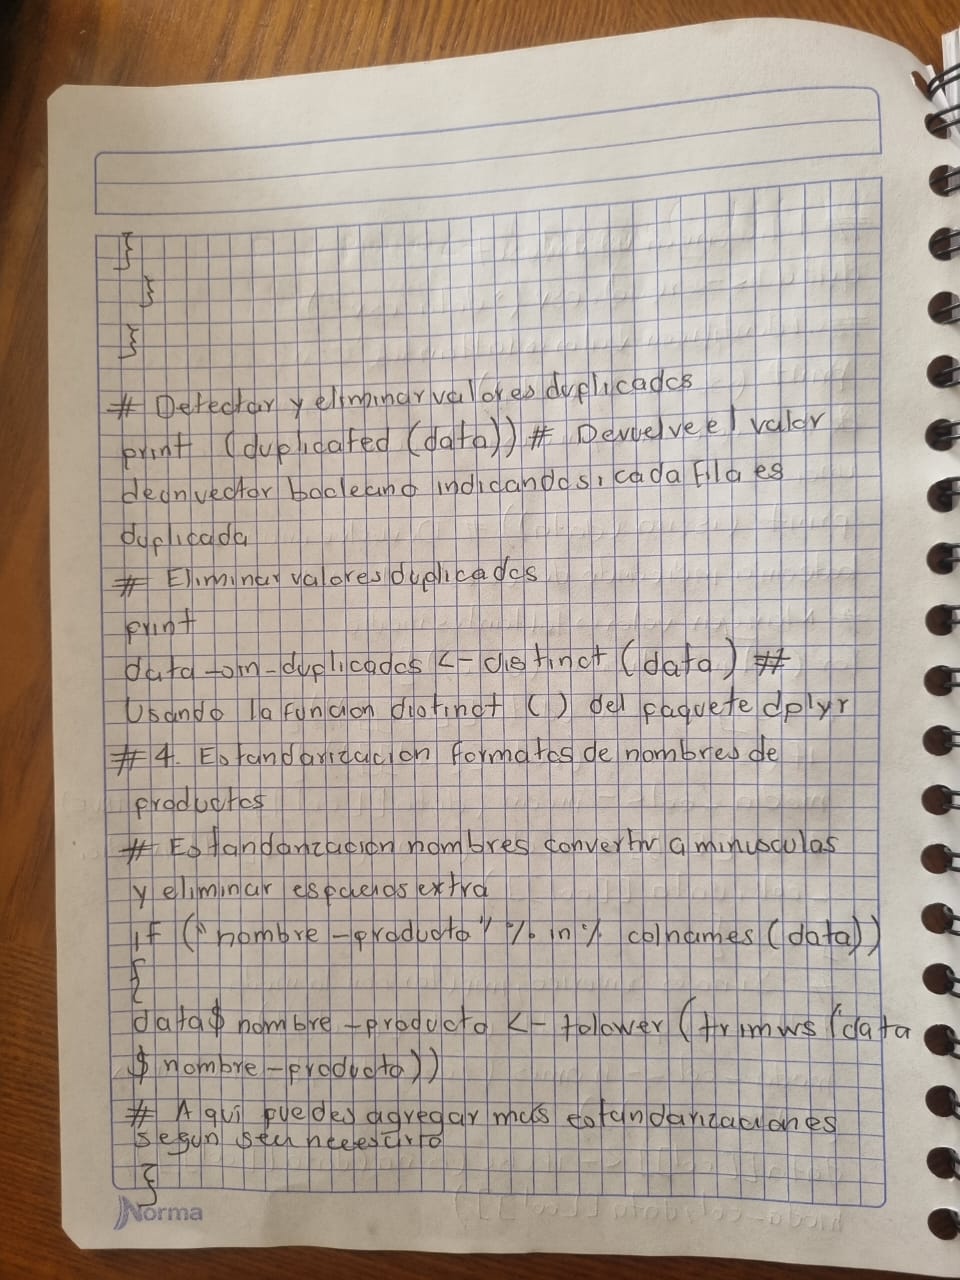 }
}
}
# Detectar y eliminar valores duplicados
print (duplicated (data)) # Devuelve el valor
deun vector booleano indicando si cada Fila es
duplicada
# Eliminar valores duplicados
print
data-sin-duplicados <- distinct (data) #
Usando la funcion distinct () del paquete dplyr
# 4. Estandarizacion formatos de nombres de
productos
# Estandarizacion nombres convertir a minusculas
y eliminar espacios extra
if ("nombre-producto" %in% colnames (data))
{
data$ nombre-producto <- tolower (trimws (data
$ nombre-producto))
# Aqui puedes agregar mas estandarizaciones
segun sea necesario
}
Norma